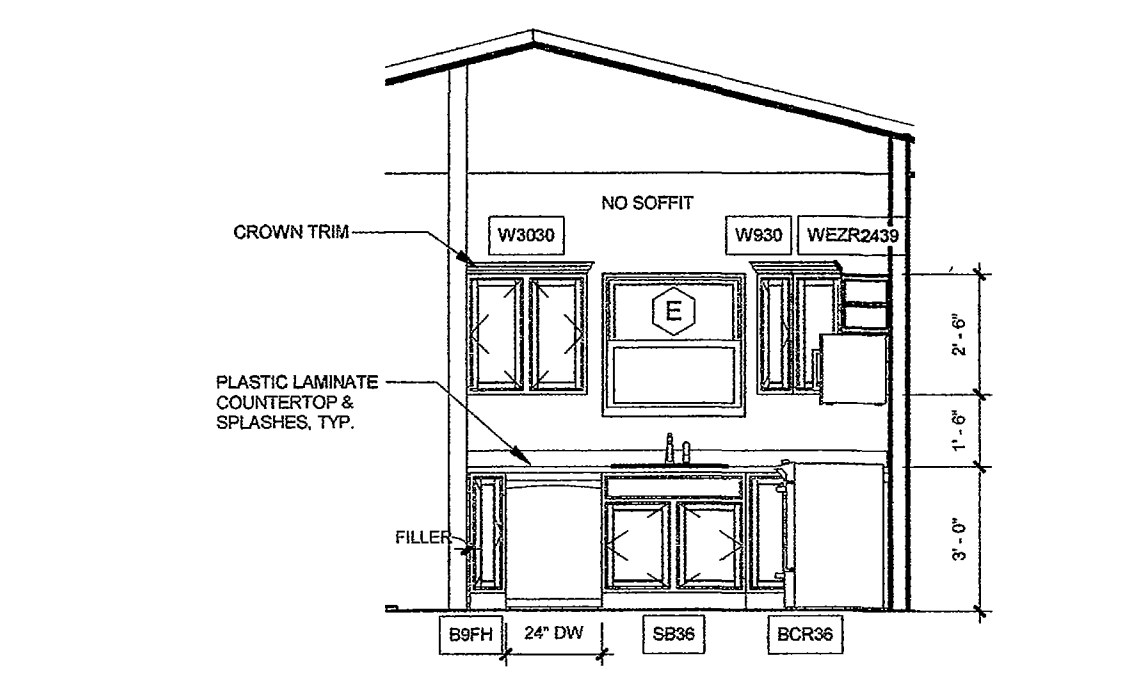 NO SOFFIT
CROWN TRIM
W3030
W930
WEZR2439
E
2' - 6"
PLASTIC LAMINATE
COUNTERTOP &
SPLASHES, TYP.
1' - 6"
FILLER
3' - 0"
B9FH
24" DW
SB36
BCR36